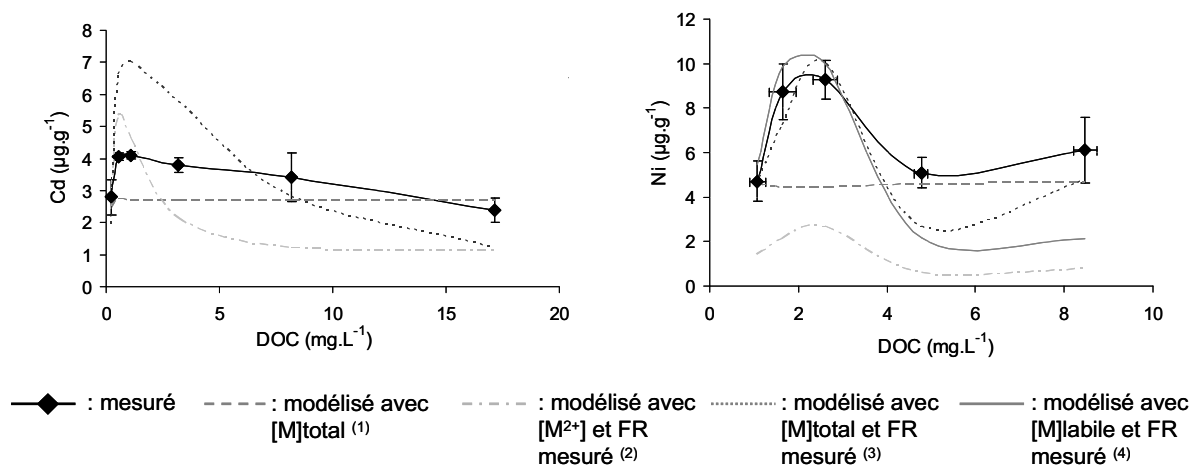 8
7
6
5
4
3
2
1
0
Cd (µg.g⁻¹)
0 5 10 15 20
DOC (mg.L⁻¹)
12
10
8
6
4
2
0
Ni (µg.g⁻¹)
0 2 4 6 8 10
DOC (mg.L⁻¹)
: mesuré
: modélisé avec
[M]total (1)
: modélisé avec
[M²⁺] et FR
mesuré (2)
: modélisé avec
[M]total et FR
mesuré (3)
: modélisé avec
[M]labile et FR
mesuré (4)